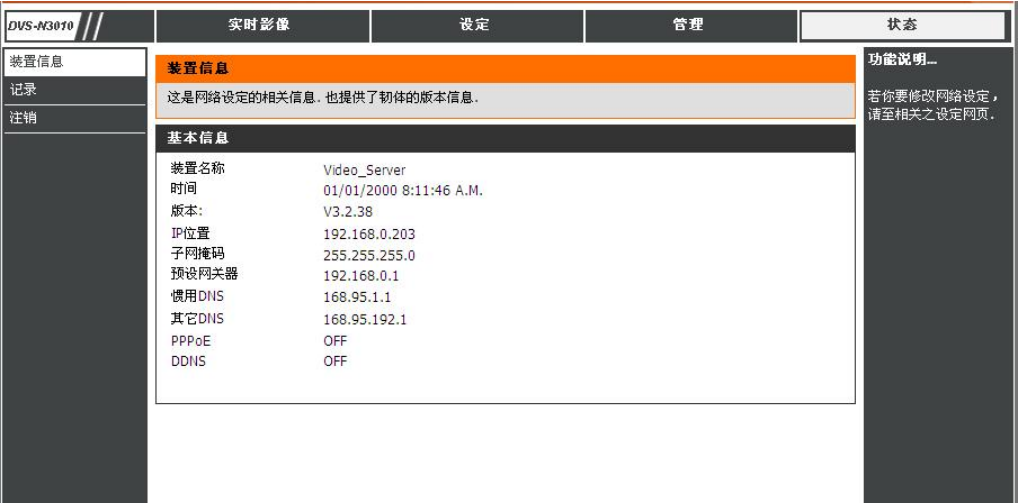 DVS-N3010
实时影像 设定 管理 状态
装置信息
记录
注销
装置信息
这是网络设定的相关信息. 也提供了韧体的版本信息.
基本信息
装置名称 Video_Server
时间 01/01/2000 8:11:46 A.M.
版本: V3.2.38
IP位置 192.168.0.203
子网掩码 255.255.255.0
预设网关器 192.168.0.1
惯用DNS 168.95.1.1
其它DNS 168.95.192.1
PPPoE OFF
DDNS OFF
功能说明…
若你要修改网络设定，
请至相关之设定网页.